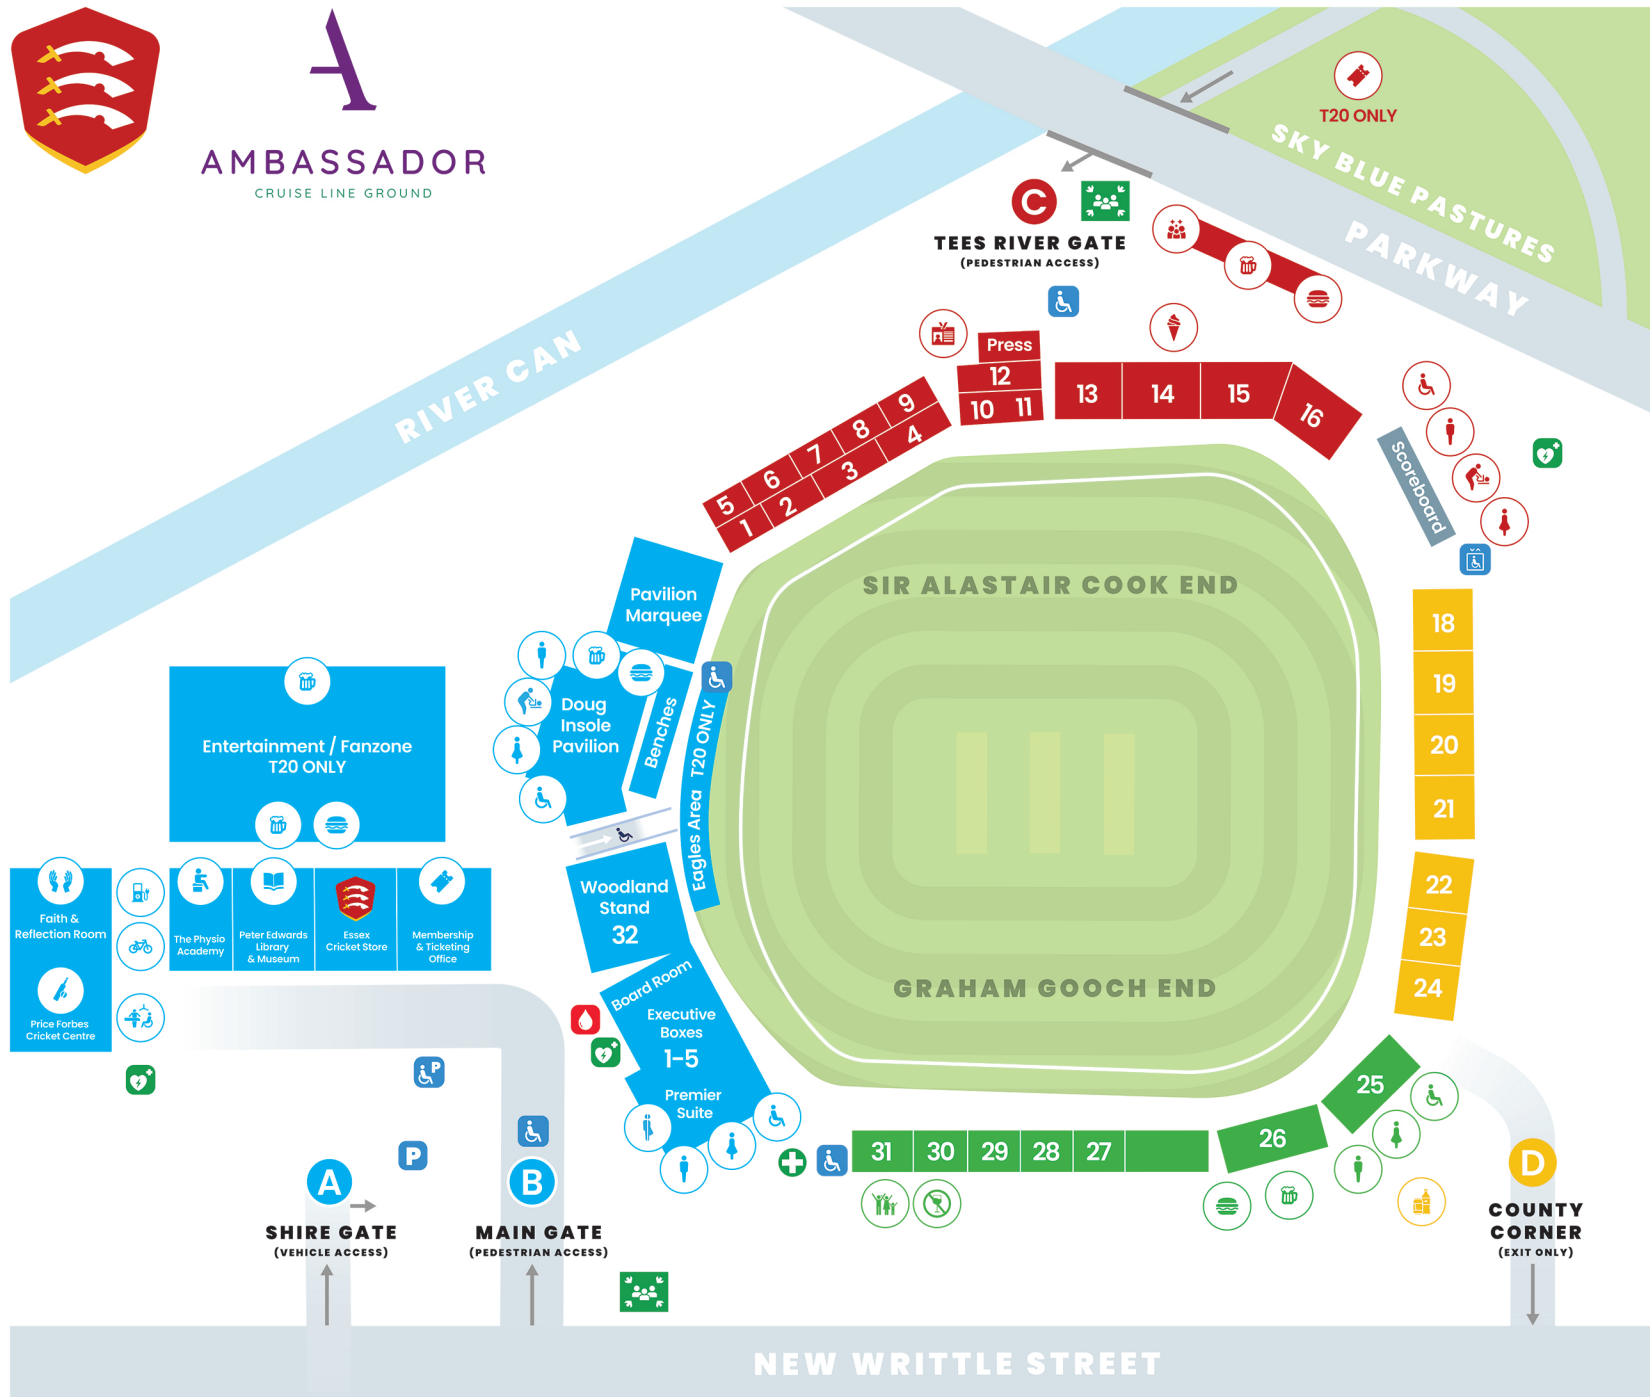 AMBASSADOR
CRUISE LINE GROUND
T20 ONLY
SKY BLUE PASTURES
PARKWAY
C
TEES RIVER GATE
(PEDESTRIAN ACCESS)
RIVER CAN
Press
12
10 11
13 14 15 16
5 6 7 8 9
1 2 3 4
Scoreboard
SIR ALASTAIR COOK END
Pavilion
Marquee
18
19
20
21
22
23
24
Doug
Insole
Pavilion
Benches
Eagles Area T20 ONLY
Entertainment / Fanzone
T20 ONLY
Woodland
Stand
32
Faith &
Reflection Room
The Physio
Academy
Peter Edwards
Library
& Museum
Essex
Cricket Store
Membership
& Ticketing
Office
Price Forbes
Cricket Centre
GRAHAM GOOCH END
Board Room
Executive
Boxes
1-5
Premier
Suite
25
26
31 30 29 28 27
P
P
A
SHIRE GATE
(VEHICLE ACCESS)
B
MAIN GATE
(PEDESTRIAN ACCESS)
D
COUNTY
CORNER
(EXIT ONLY)
NEW WRITTLE STREET